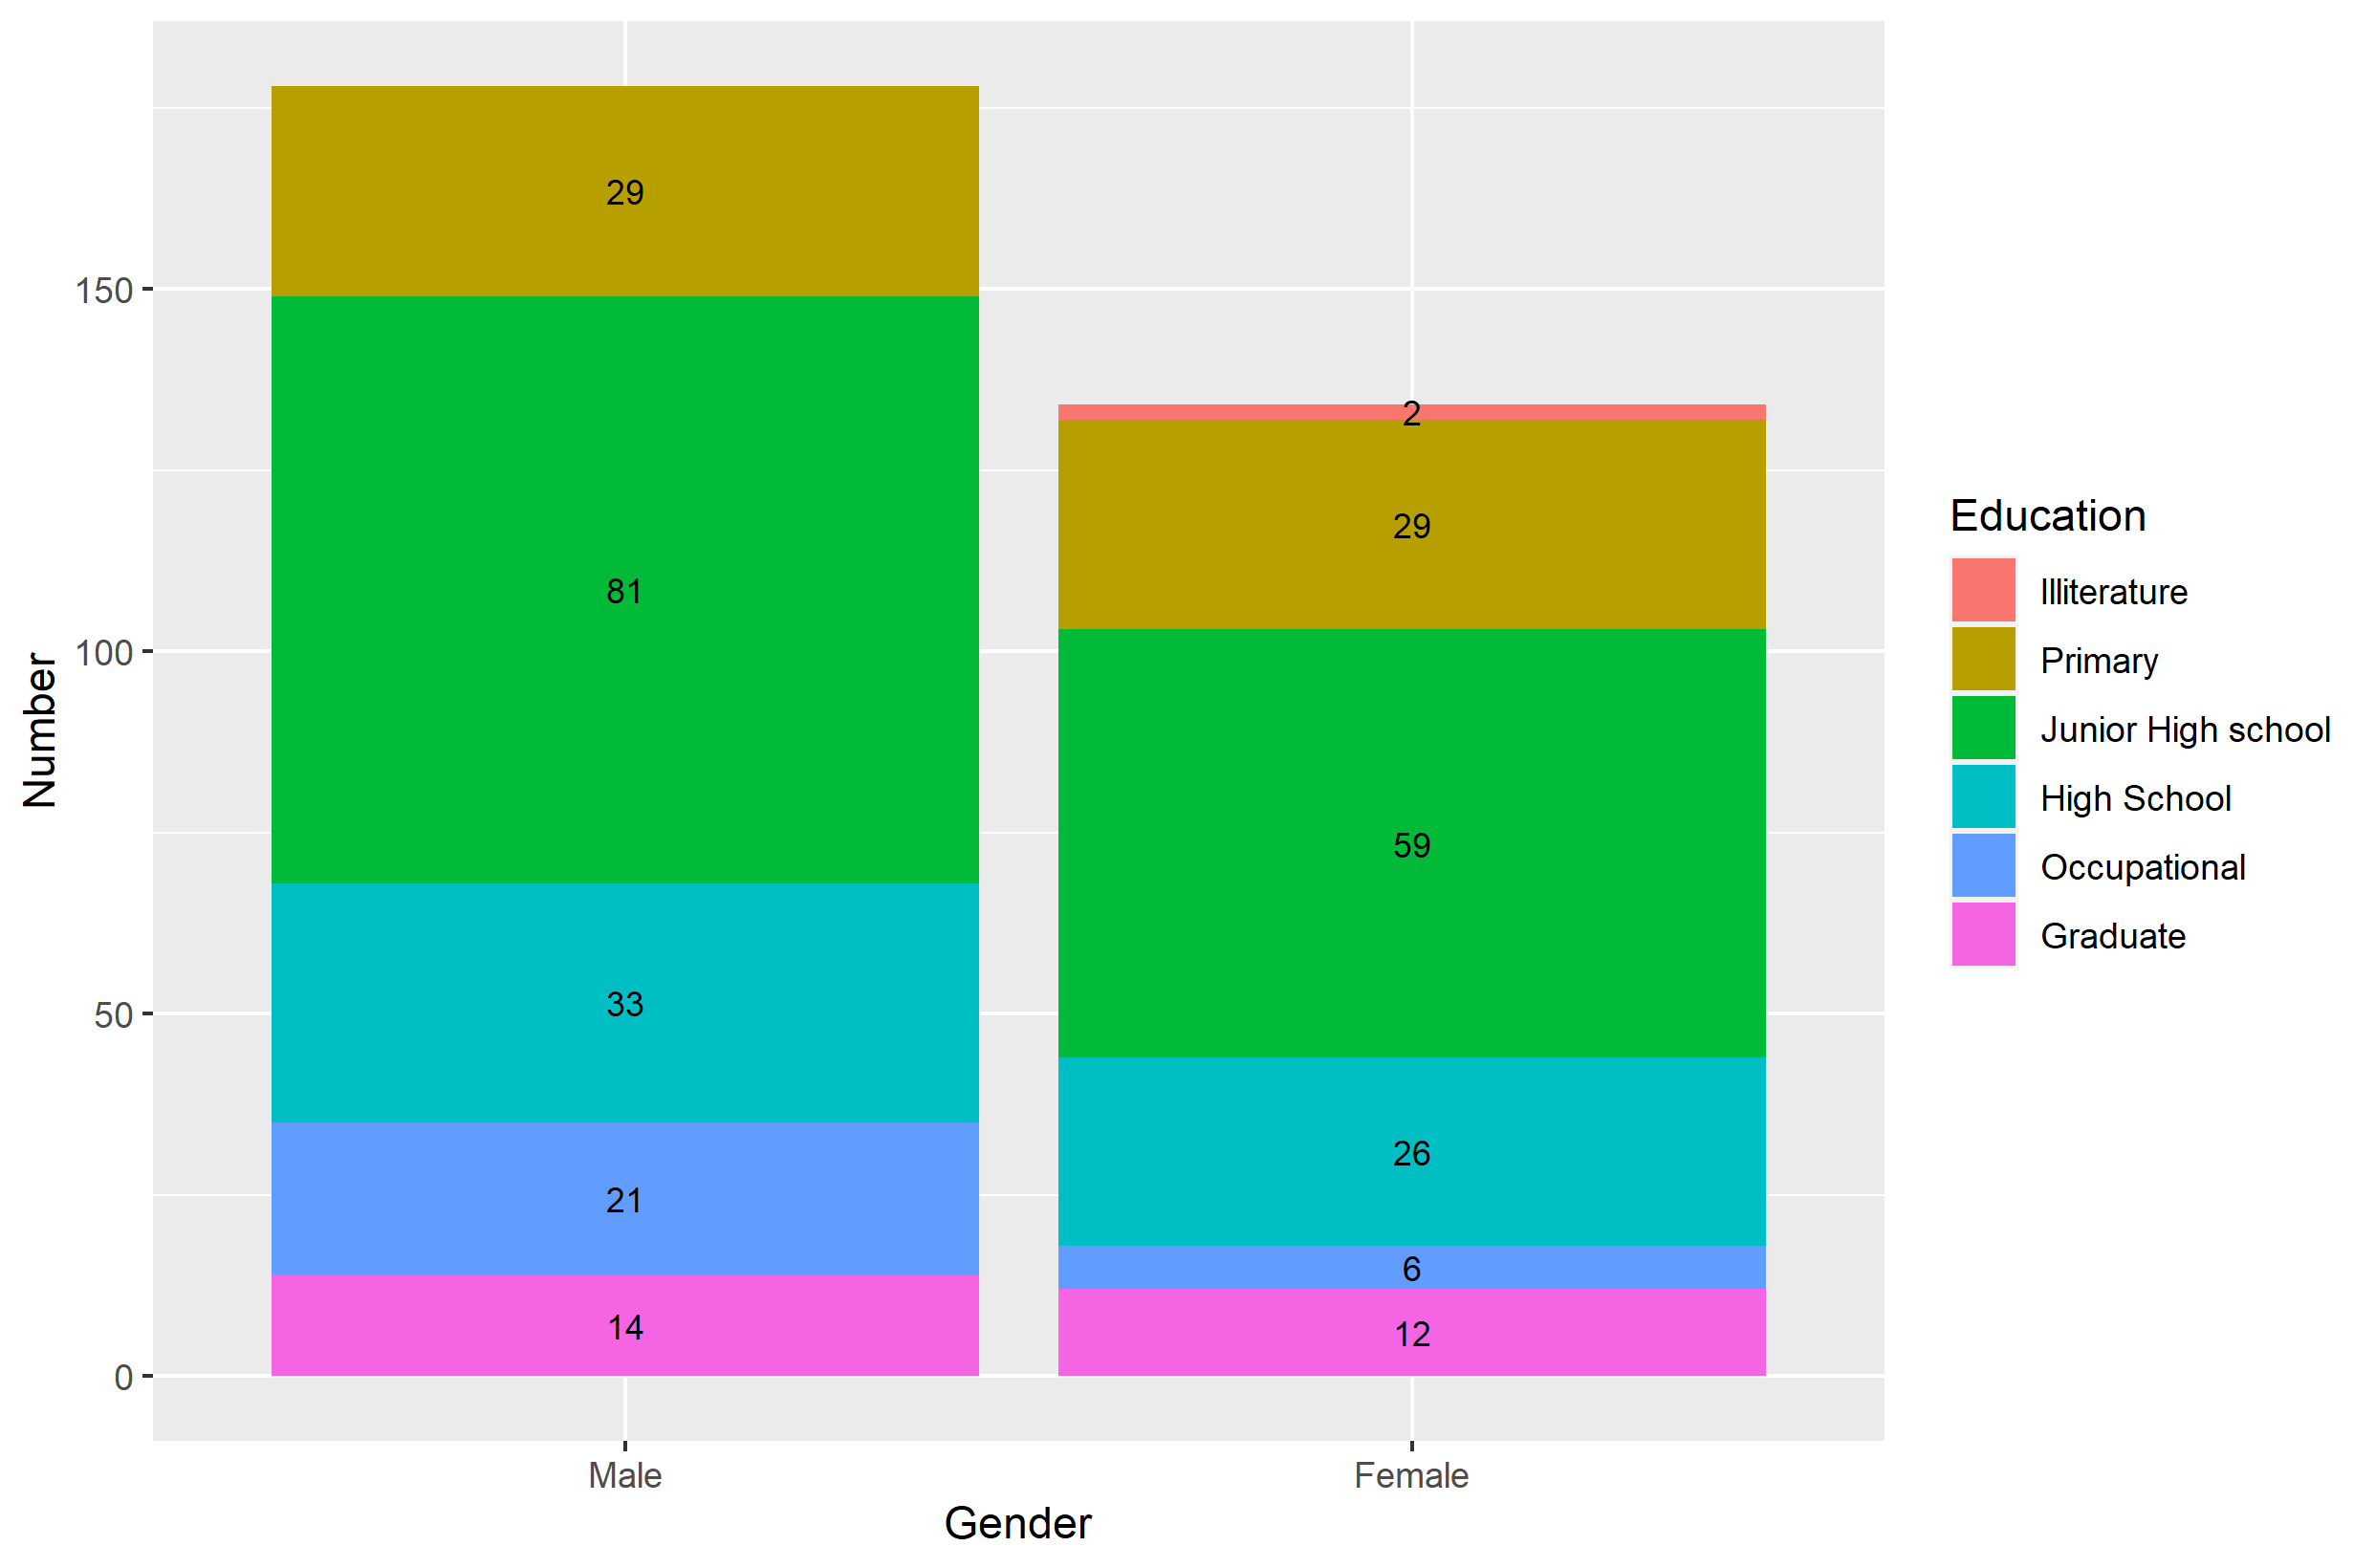 Number
150
100
50
0
29
81
33
21
14
2
29
59
26
6
12
Male
Female
Gender
Education
Illiterature
Primary
Junior High school
High School
Occupational
Graduate